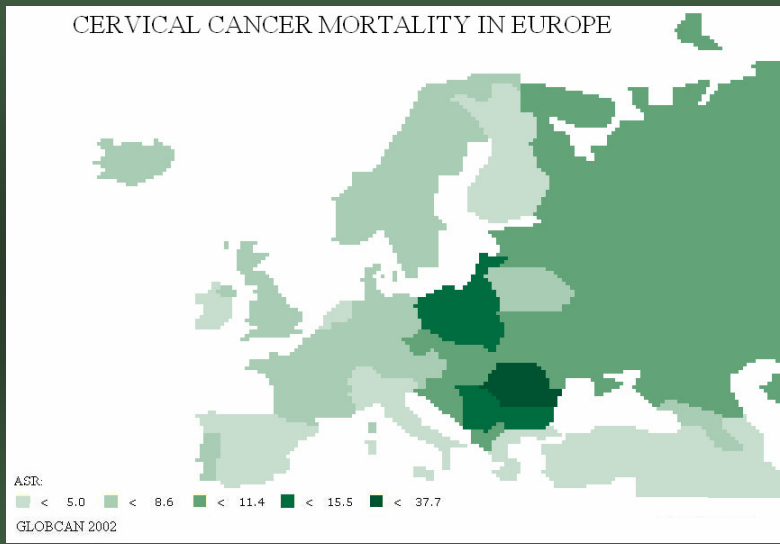 CERVICAL CANCER MORTALITY IN EUROPE
ASR:
< 5.0 < 8.6 < 11.4 < 15.5 < 37.7
GLOBCAN 2002